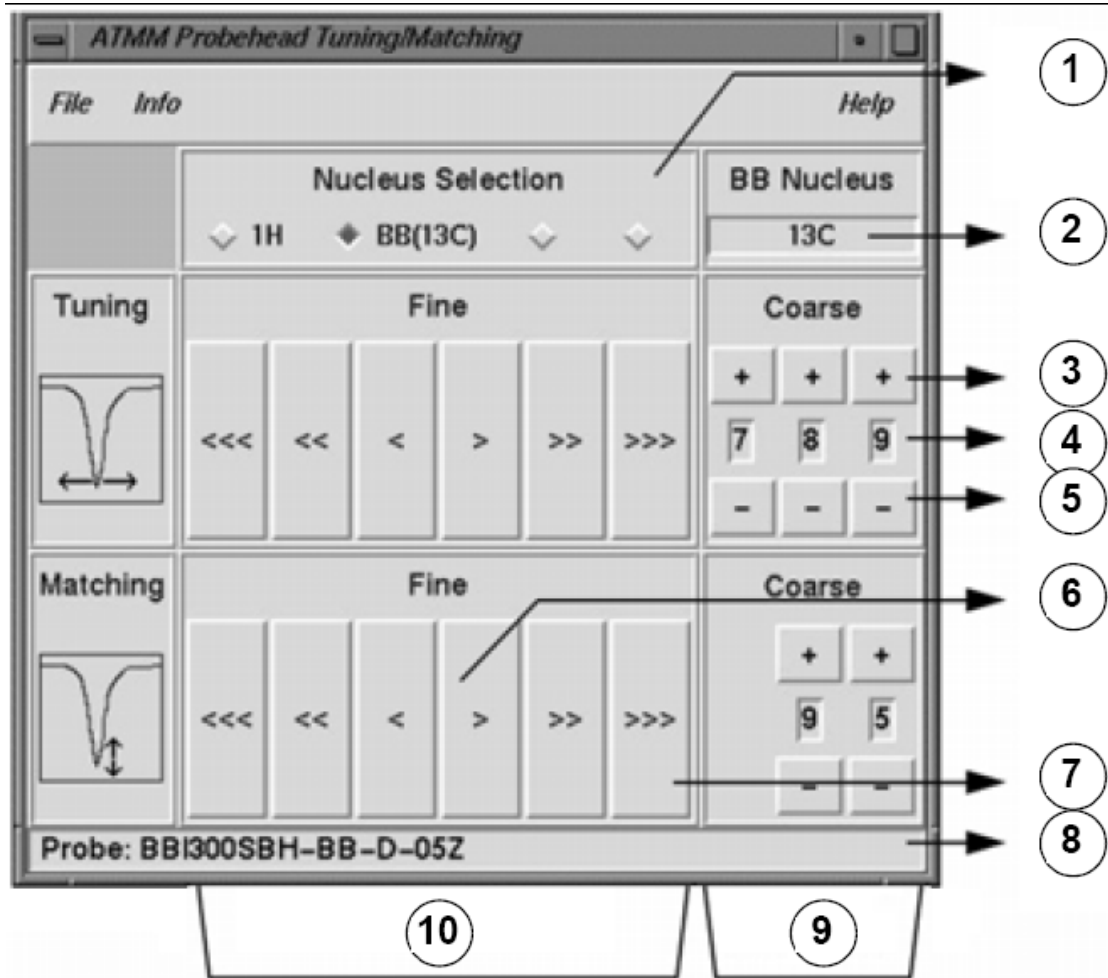 ATMM Probehead Tuning/Matching
1
File Info Help
Nucleus Selection BB Nucleus
1H BB(13C) 13C
2
Tuning Fine Coarse
+ + +
3
<<< << < > >> >>> 7 8 9
4
- - -
5
Matching Fine Coarse
6
+ +
<<< << < > >> >>> 9 5
- -
7
Probe: BBI300SBH-BB-D-05Z
8
10 9